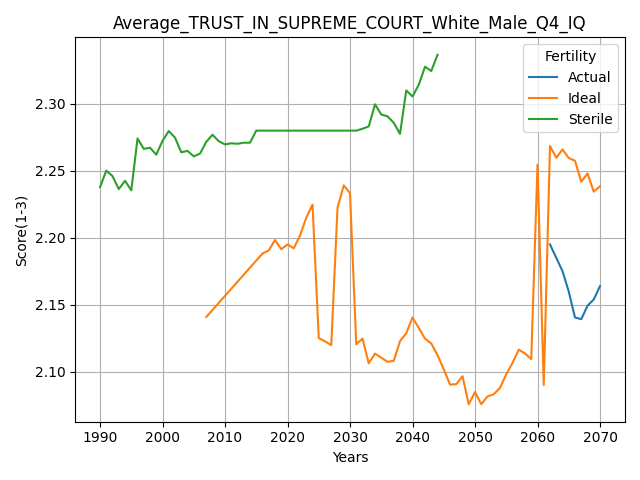 Average_TRUST_IN_SUPREME_COURT_White_Male_Q4_IQ
Fertility
Actual
Ideal
Sterile
Score(1-3)
2.30
2.25
2.20
2.15
2.10
1990 2000 2010 2020 2030 2040 2050 2060 2070
Years